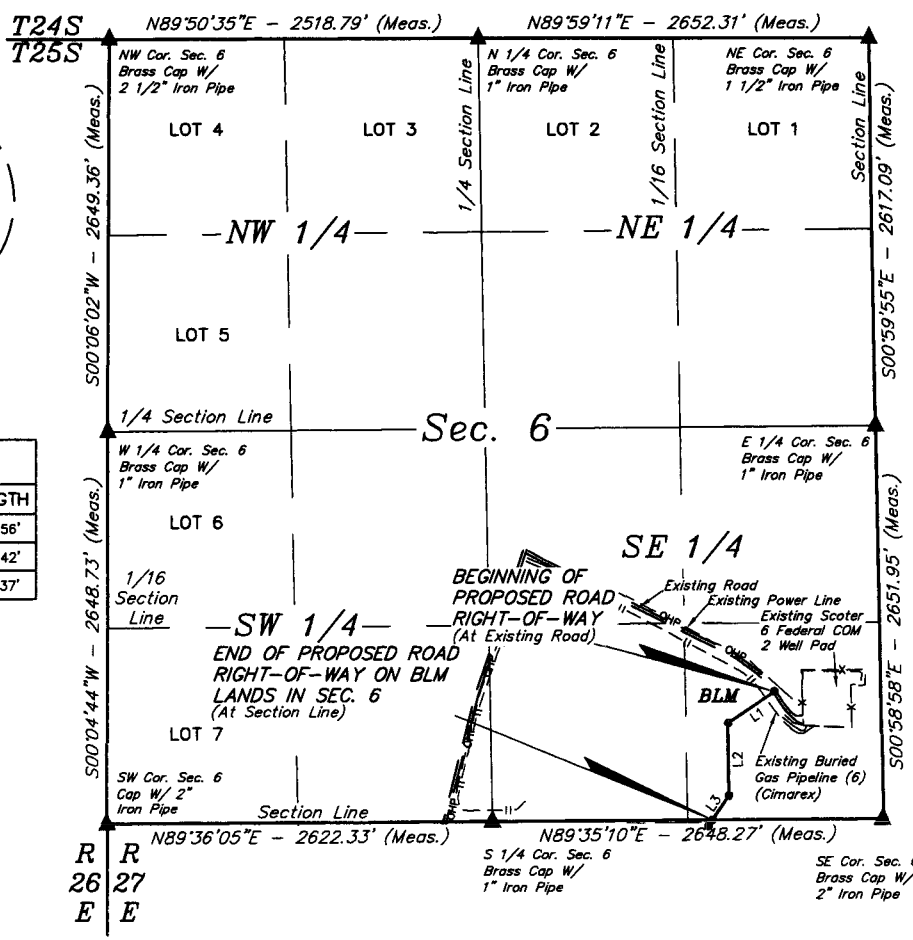 T24S
T25S
N89°50'35"E - 2518.79' (Meas.)
N89°59'11"E - 2652.31' (Meas.)
NW Cor. Sec. 6
Brass Cap W/
2 1/2" Iron Pipe
N 1/4 Cor. Sec. 6
Brass Cap W/
1" Iron Pipe
NE Cor. Sec. 6
Brass Cap W/
1 1/2" Iron Pipe
LOT 4
LOT 3
LOT 2
LOT 1
1/4 Section Line
1/16 Section Line
Section Line
S00°06'02"W - 2649.36' (Meas.)
S00°59'55"E - 2617.09' (Meas.)
NW 1/4
NE 1/4
LOT 5
1/4 Section Line
Sec. 6
W 1/4 Cor. Sec. 6
Brass Cap W/
1" Iron Pipe
E 1/4 Cor. Sec. 6
Brass Cap W/
1" Iron Pipe
GTH
56'
42'
37'
LOT 6
SE 1/4
1/16
Section
Line
S00°04'44"W - 2648.73' (Meas.)
S00°58'58"E - 2651.95' (Meas.)
BEGINNING OF
PROPOSED ROAD
RIGHT-OF-WAY
(At Existing Road)
Existing Road
Existing Power Line
Existing Scoter
6 Federal COM
2 Well Pad
OHP
OHP
SW 1/4
END OF PROPOSED ROAD
RIGHT-OF-WAY ON BLM
LANDS IN SEC. 6
(At Section Line)
BLM
L1
L2
L3
LOT 7
OHP
OHP
Existing Buried
Gas Pipeline (6)
(Cimarex)
SW Cor. Sec. 6
Cap W/ 2"
Iron Pipe
Section Line
N89°36'05"E - 2622.33' (Meas.)
N89°35'10"E - 2648.27' (Meas.)
S 1/4 Cor. Sec. 6
Brass Cap W/
1" Iron Pipe
SE Cor. Sec. 6
Brass Cap W/
2" Iron Pipe
R R
26 27
E E